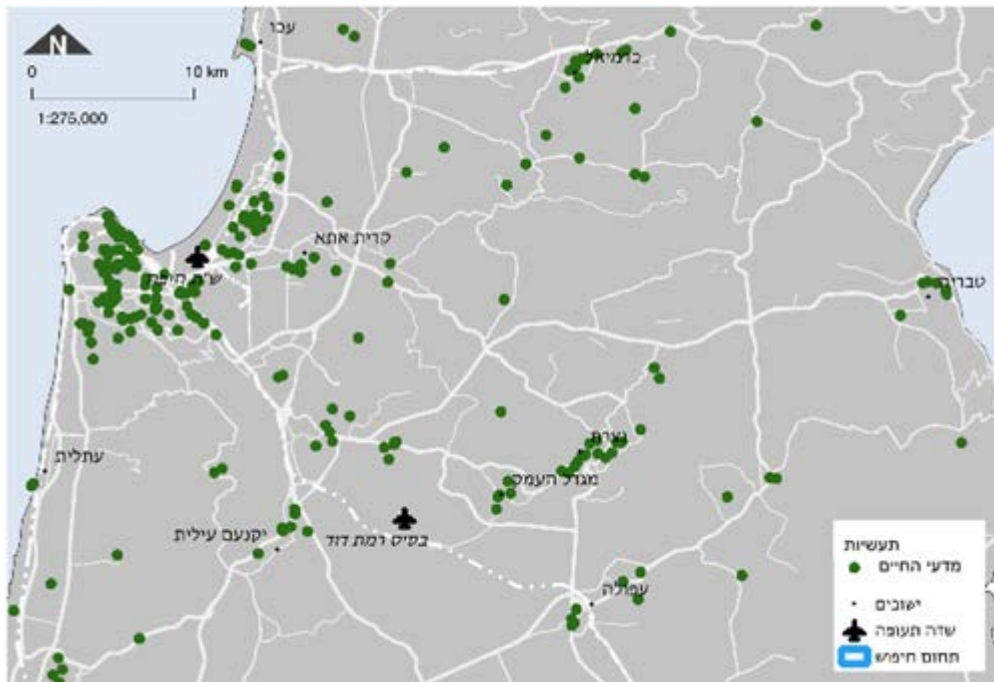 N
0 10 km
1:275,000
עכו
כרמיאל
קרית אתא
טבריה
נצרת
מגדל העמק
עתלית
יקנעם עילית
בסיס רמת דוד
עפולה
תעשיות
מדעי החיים
ישובים
שדה תעופה
תחום חיפוש